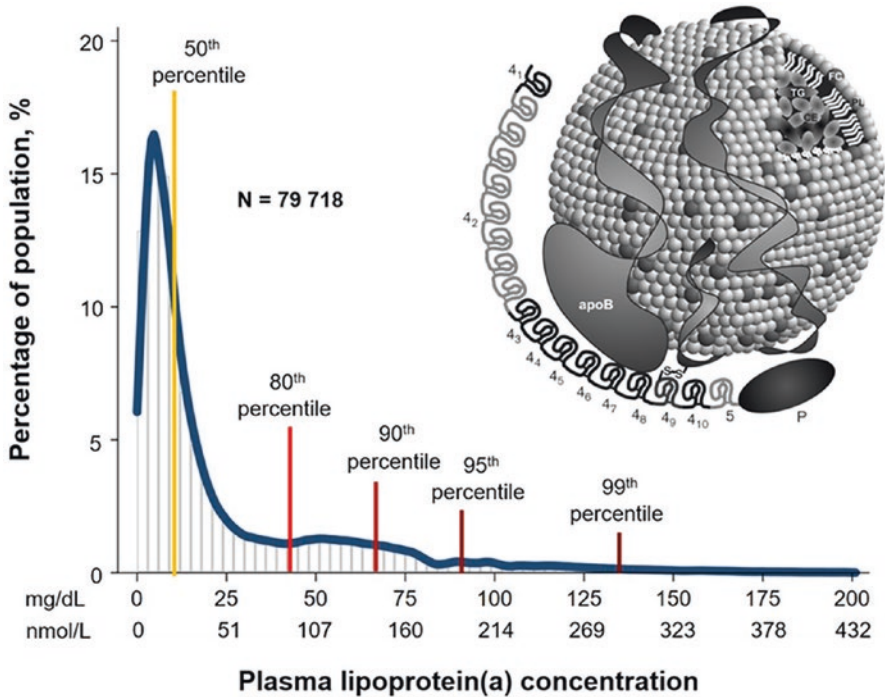 Percentage of population, %
20
15
10
5
0
50th
percentile
N = 79 718
80th
percentile
90th
percentile
95th
percentile
99th
percentile
mg/dL 0 25 50 75 100 125 150 175 200
nmol/L 0 51 107 160 214 269 323 378 432
Plasma lipoprotein(a) concentration
41
42
43
44
45
46
47
48
49
410
5
P
S-S
apoB
TG
CE
FC
PL